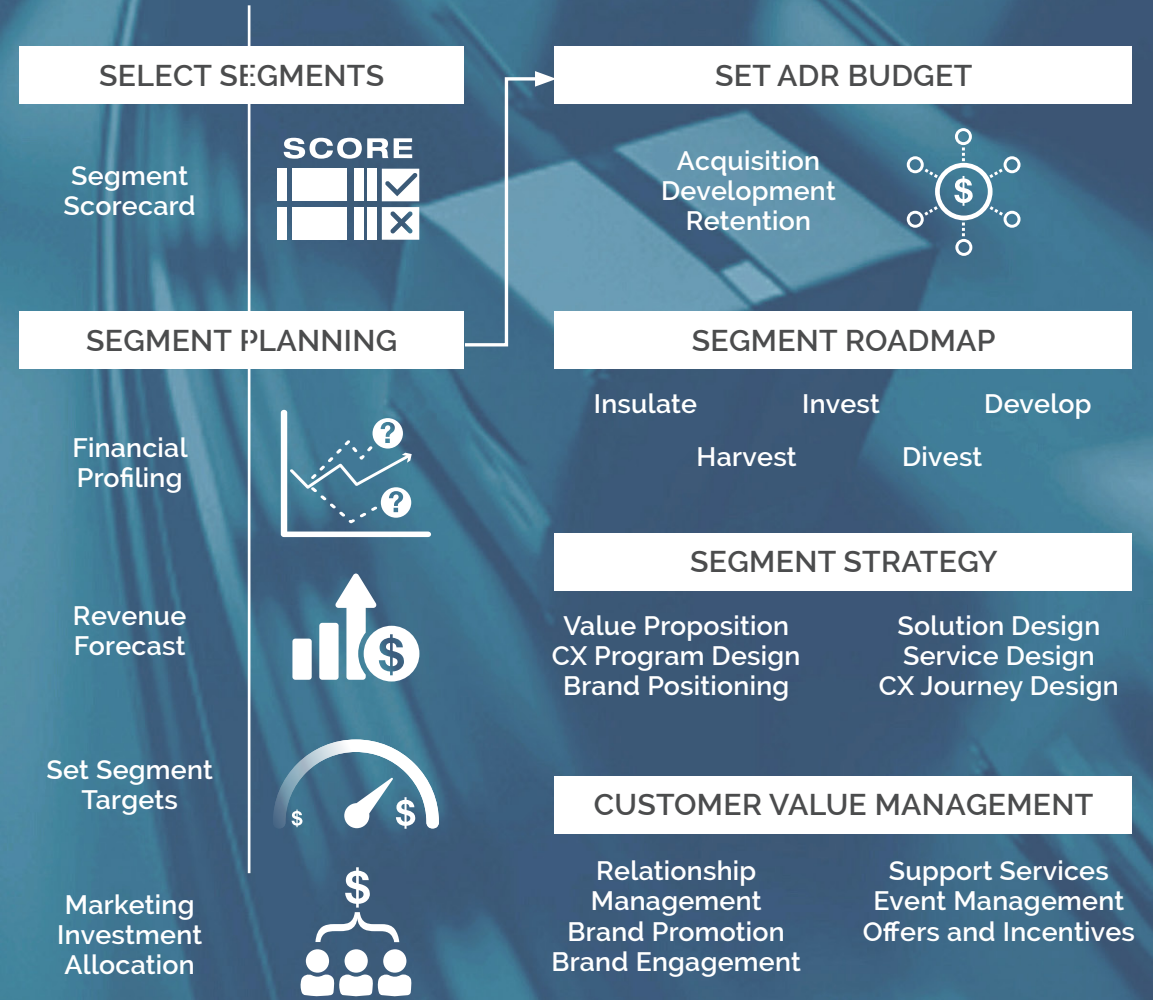 SELECT SEGMENTS
Segment
Scorecard
SCORE
SEGMENT PLANNING
Financial
Profiling
?
?
Revenue
Forecast
$
Set Segment
Targets
$ $
Marketing
Investment
Allocation
$
SET ADR BUDGET
Acquisition
Development
Retention
$
SEGMENT ROADMAP
Insulate Invest Develop
Harvest Divest
SEGMENT STRATEGY
Value Proposition
CX Program Design
Brand Positioning
Solution Design
Service Design
CX Journey Design
CUSTOMER VALUE MANAGEMENT
Relationship
Management
Brand Promotion
Brand Engagement
Support Services
Event Management
Offers and Incentives